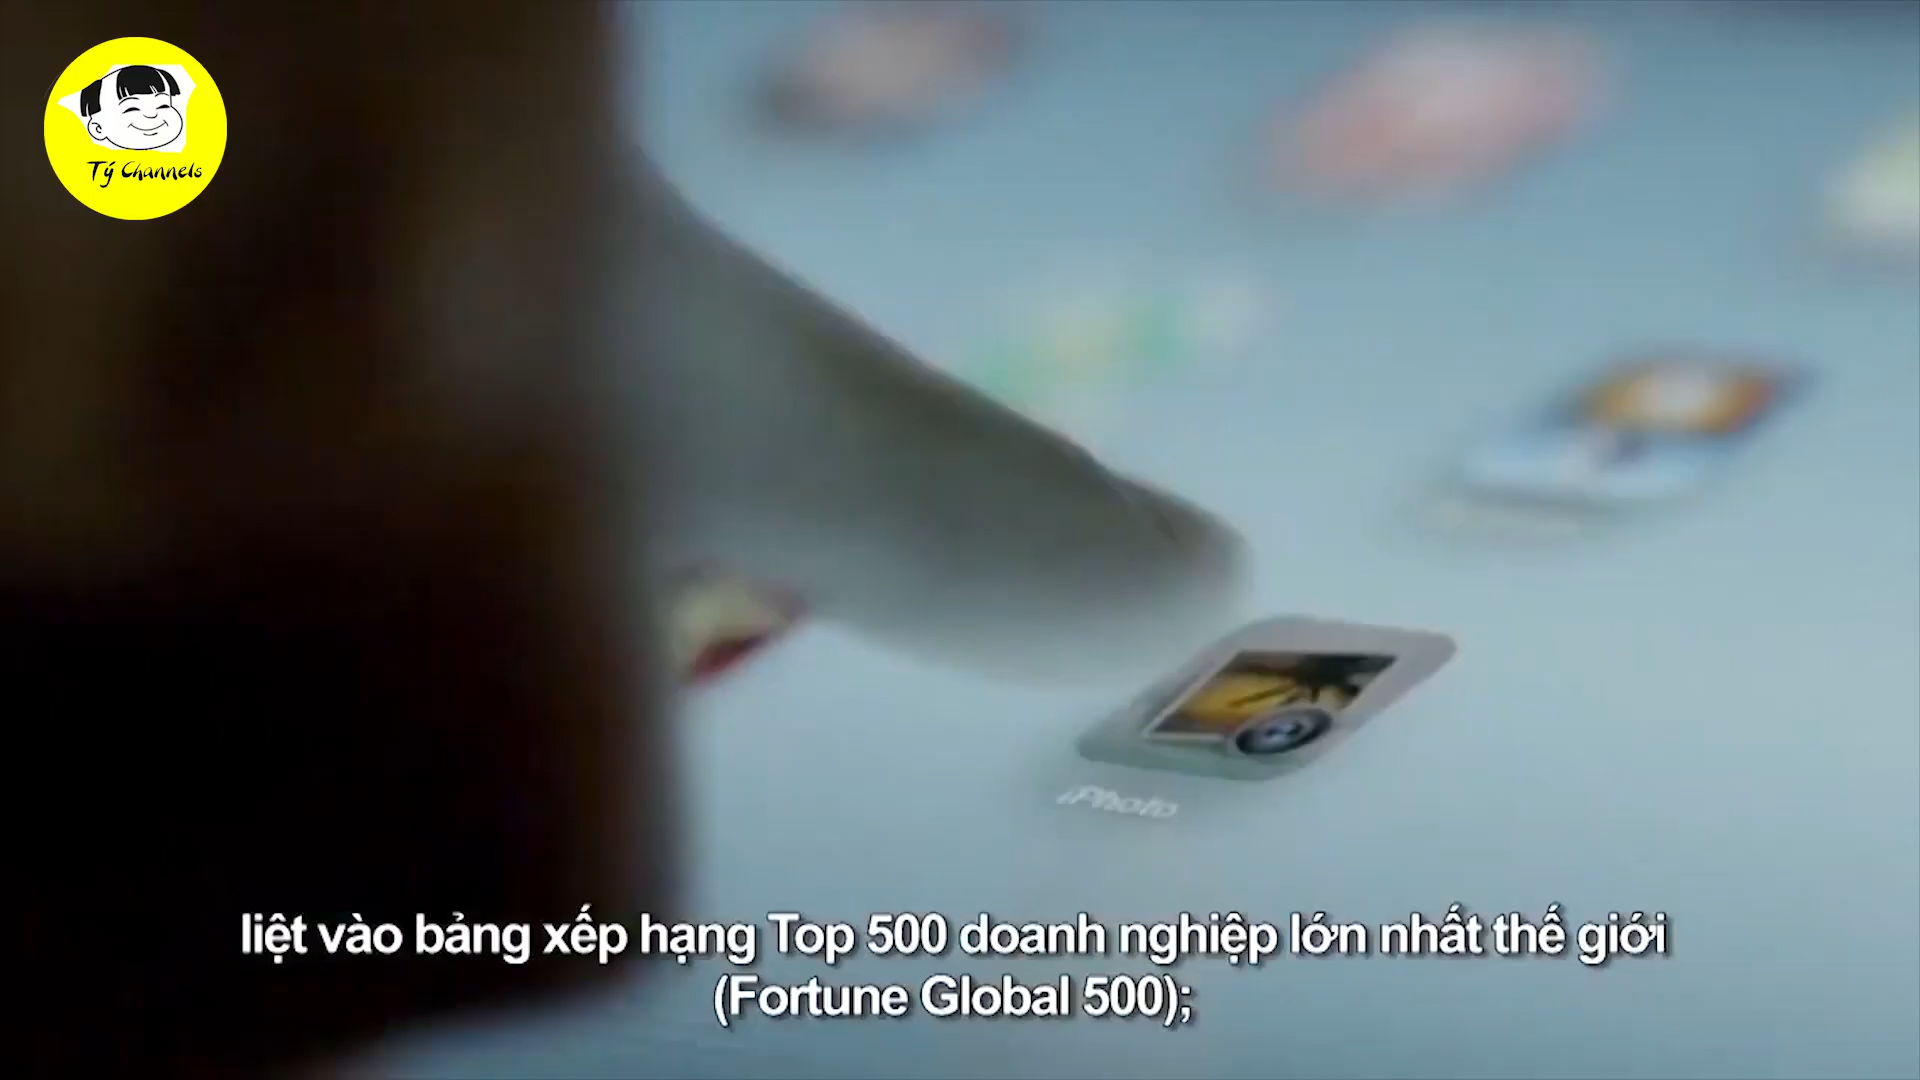 Tý Channels
iPhoto
liệt vào bảng xếp hạng Top 500 doanh nghiệp lớn nhất thế giới
(Fortune Global 500);